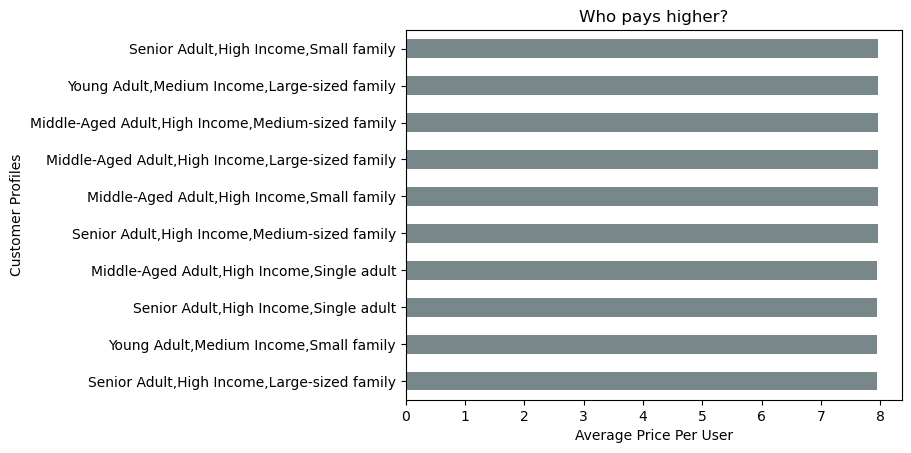 Who pays higher?
Customer Profiles
Senior Adult,High Income,Small family
Young Adult,Medium Income,Large-sized family
Middle-Aged Adult,High Income,Medium-sized family
Middle-Aged Adult,High Income,Large-sized family
Middle-Aged Adult,High Income,Small family
Senior Adult,High Income,Medium-sized family
Middle-Aged Adult,High Income,Single adult
Senior Adult,High Income,Single adult
Young Adult,Medium Income,Small family
Senior Adult,High Income,Large-sized family
0 1 2 3 4 5 6 7 8
Average Price Per User